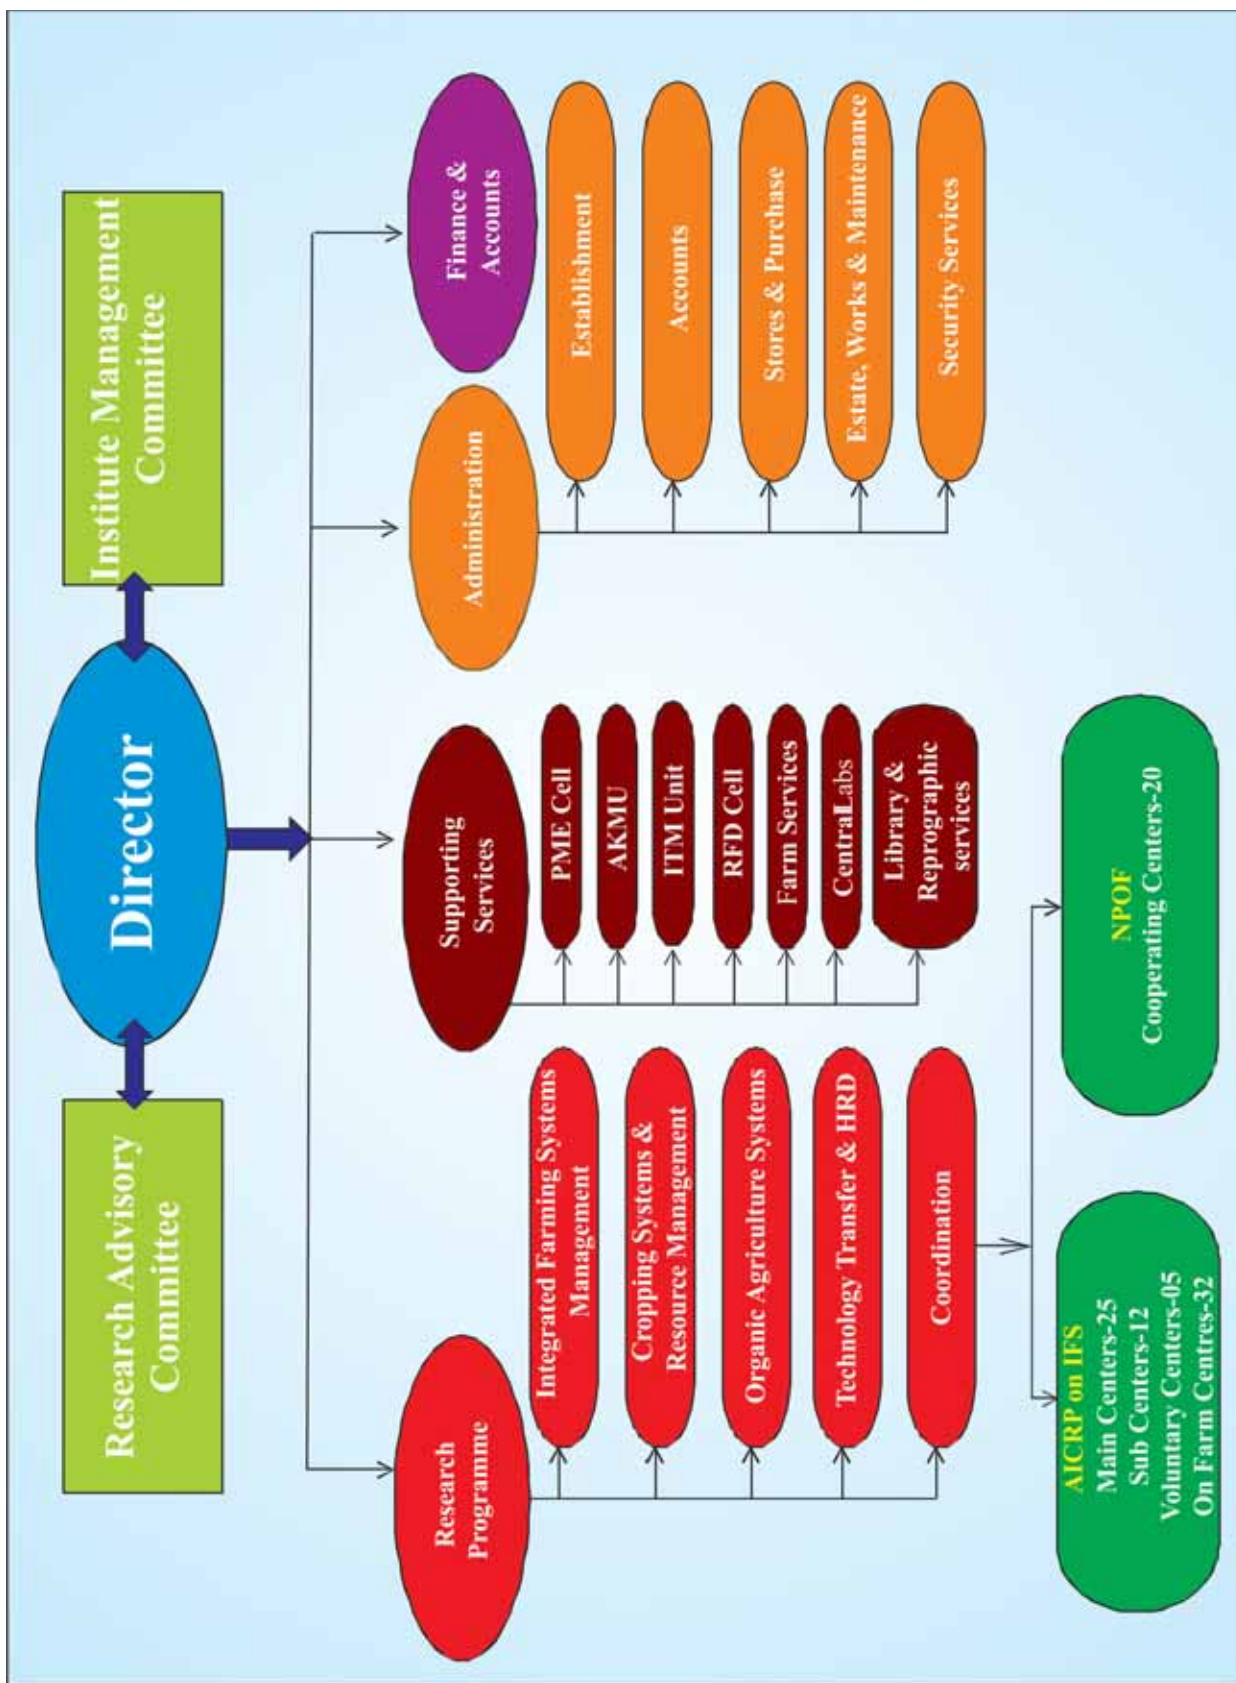 Research Advisory
Committee
Director
Institute Management
Committee
Research
Programme
Integrated Farming Systems
Management
Cropping Systems &
Resource Management
Organic Agriculture Systems
Technology Transfer & HRD
Coordination
AICRP on IFS
Main Centers-25
Sub Centers-12
Voluntary Centers-05
On Farm Centres-32
NPOF
Cooperating Centers-20
Supporting
Services
PME Cell
AKMU
ITM Unit
RFD Cell
Farm Services
CentralLabs
Library &
Reprographic
services
Administration
Establishment
Accounts
Stores & Purchase
Estate, Works & Maintenance
Security Services
Finance &
Accounts